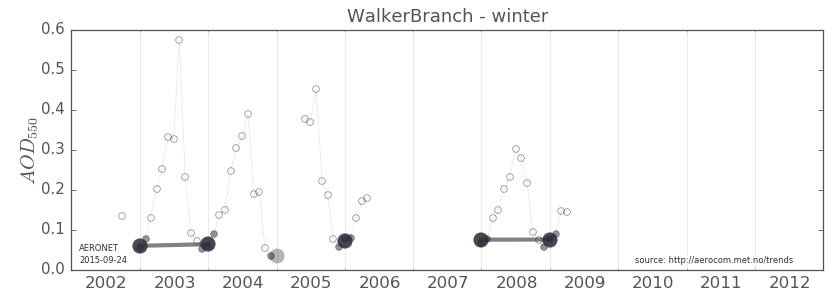 WalkerBranch - winter
0.6
0.5
0.4
0.3
0.2
0.1
0.0
AOD550
AERONET
2015-09-24
source: http://aerocom.met.no/trends
2002 2003 2004 2005 2006 2007 2008 2009 2010 2011 2012